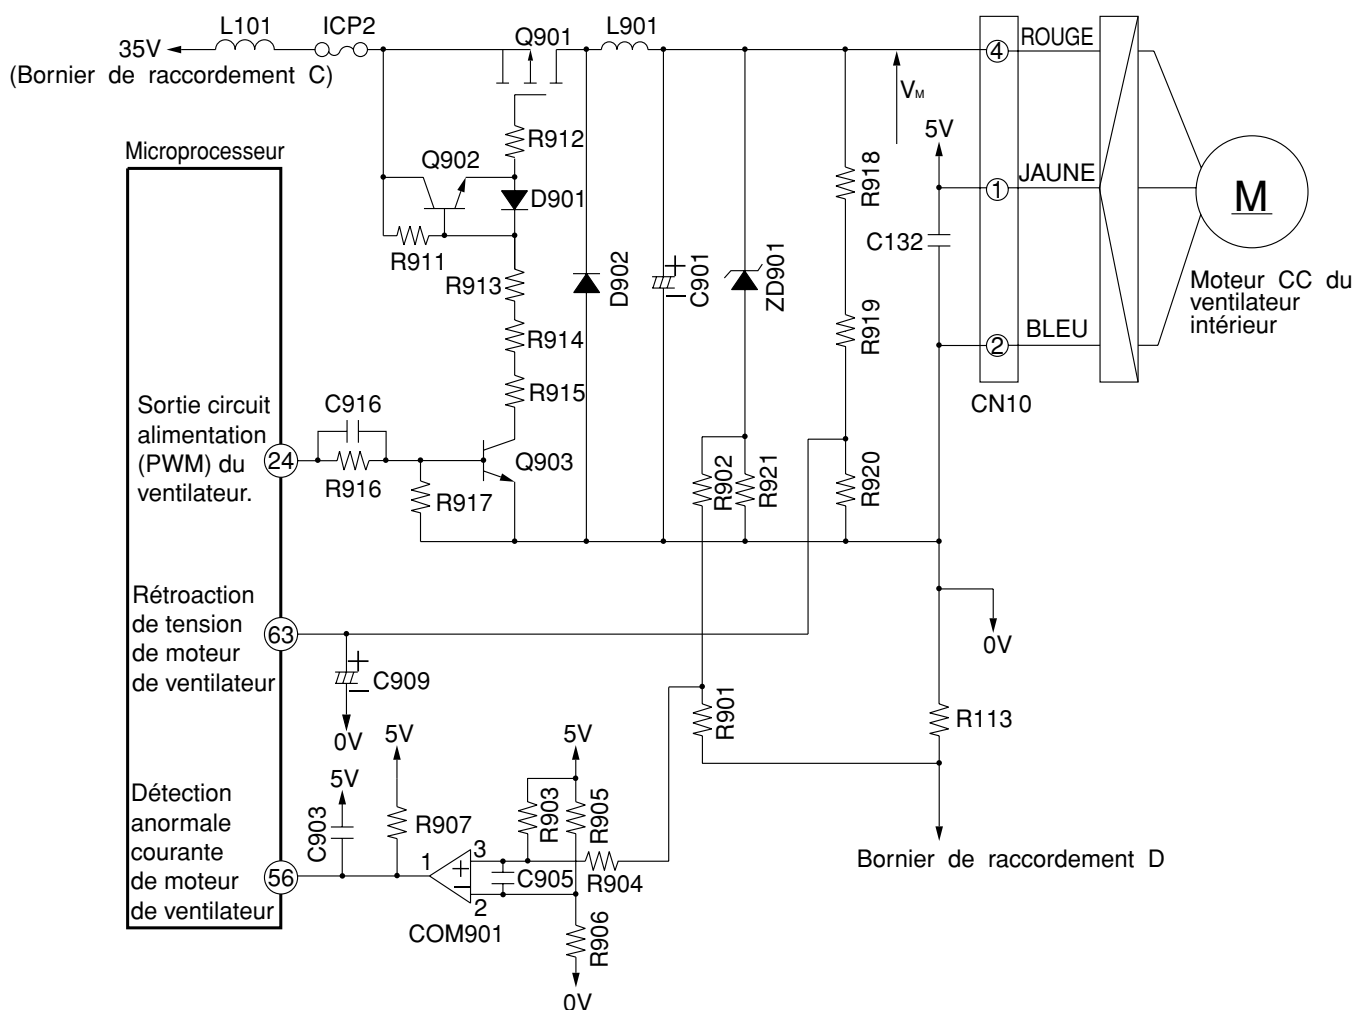 L101
ICP2
Q901
L901
35V
(Bornier de raccordement C)
4
ROUGE
VM
R912
5V
Microprocesseur
Q902
D901
R918
1
JAUNE
M
C132
R911
R913
D902
C901
ZD901
R919
Moteur CC du
ventilateur
intérieur
R914
2
BLEU
R915
CN10
Sortie circuit
alimentation
(PWM) du
ventilateur.
C916
24
R916
R917
Q903
R902
R921
R920
Rétroaction
de tension
de moteur
de ventilateur
63
C909
0V
0V
R901
R113
5V
5V
5V
Détection
anormale
courante
de moteur
de ventilateur
C903
R907
R903
R905
56
1
3
+
−
2
C905
R904
COM901
R906
0V
Bornier de raccordement D